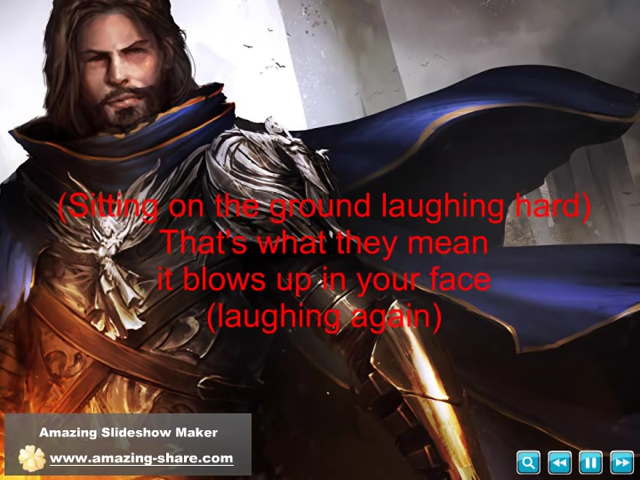 (Sitting on the ground laughing hard)
That's what they mean
it blows up in your face
(laughing again)
Amazing Slideshow Maker
www.amazing-share.com